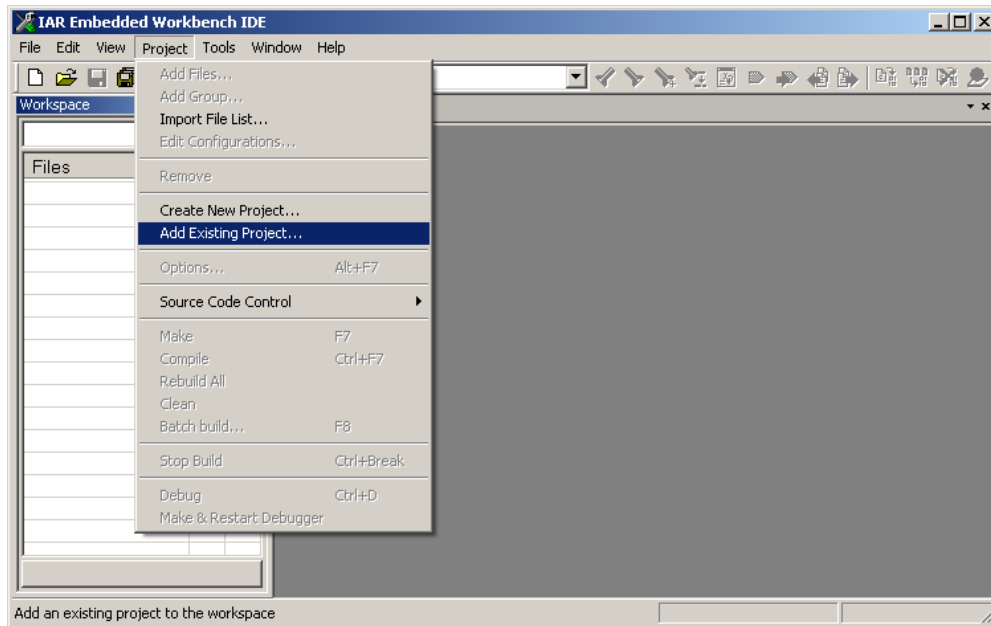 IAR Embedded Workbench IDE
File Edit View Project Tools Window Help
Workspace
Files
Add Files...
Add Group...
Import File List...
Edit Configurations...
Remove
Create New Project...
Add Existing Project...
Options... Alt+F7
Source Code Control
Make F7
Compile Ctrl+F7
Rebuild All
Clean
Batch build... F8
Stop Build Ctrl+Break
Debug Ctrl+D
Make & Restart Debugger
Add an existing project to the workspace